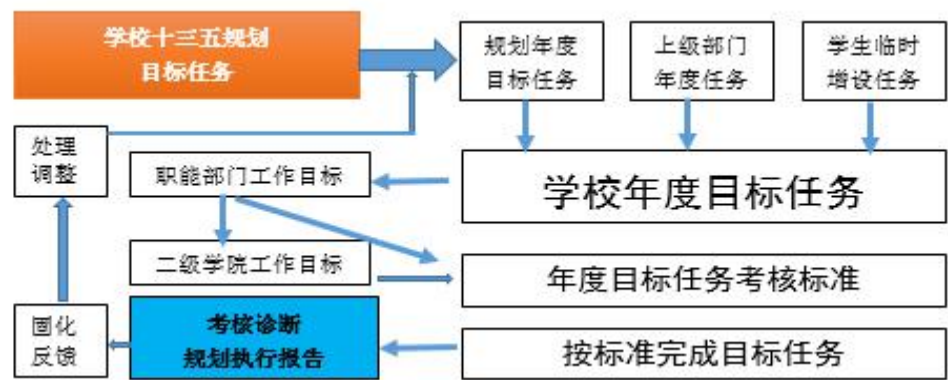 学校十三五规划
目标任务
规划年度
目标任务
上级部门
年度任务
学生临时
增设任务
处理
调整
职能部门工作目标
学校年度目标任务
二级学院工作目标
年度目标任务考核标准
固化
反馈
考核诊断
规划执行报告
按标准完成目标任务